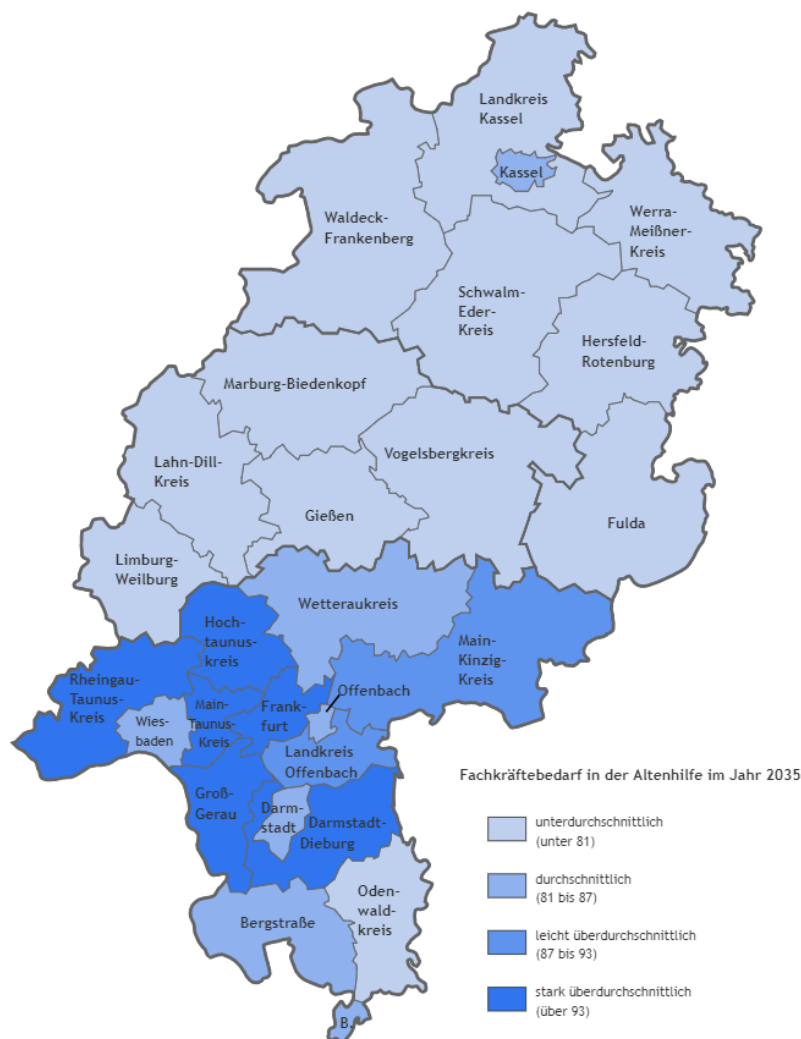 Landkreis
Kassel
Kassel
Waldeck-
Frankenberg
Werra-
Meißner-
Kreis
Schwalm-
Eder-
Kreis
Hersfeld-
Rotenburg
Marburg-Biedenkopf
Lahn-Dill-
Kreis
Vogelsbergkreis
Gießen
Fulda
Limburg-
Weilburg
Wetteraukreis
Hoch-
taunus-
kreis
Main-
Kinzig-
Kreis
Rheingau-
Taunus-
Kreis
Main-
Taunus-
Kreis
Frank-
furt
Offenbach
Wies-
baden
Landkreis
Offenbach
Groß-
Gerau
Darm-
stadt
Darmstadt-
Dieburg
Oden-
wald-
kreis
Bergstraße
B.
Fachkräftebedarf in der Altenhilfe im Jahr 2035
unterdurchschnittlich
(unter 81)
durchschnittlich
(81 bis 87)
leicht überdurchschnittlich
(87 bis 93)
stark überdurchschnittlich
(über 93)